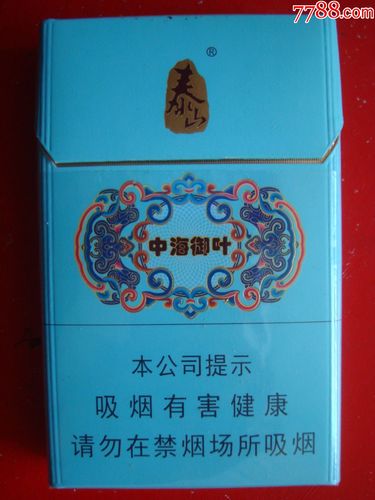 7788.com
泰山®
中海御叶
本公司提示
吸烟有害健康
请勿在禁烟场所吸烟